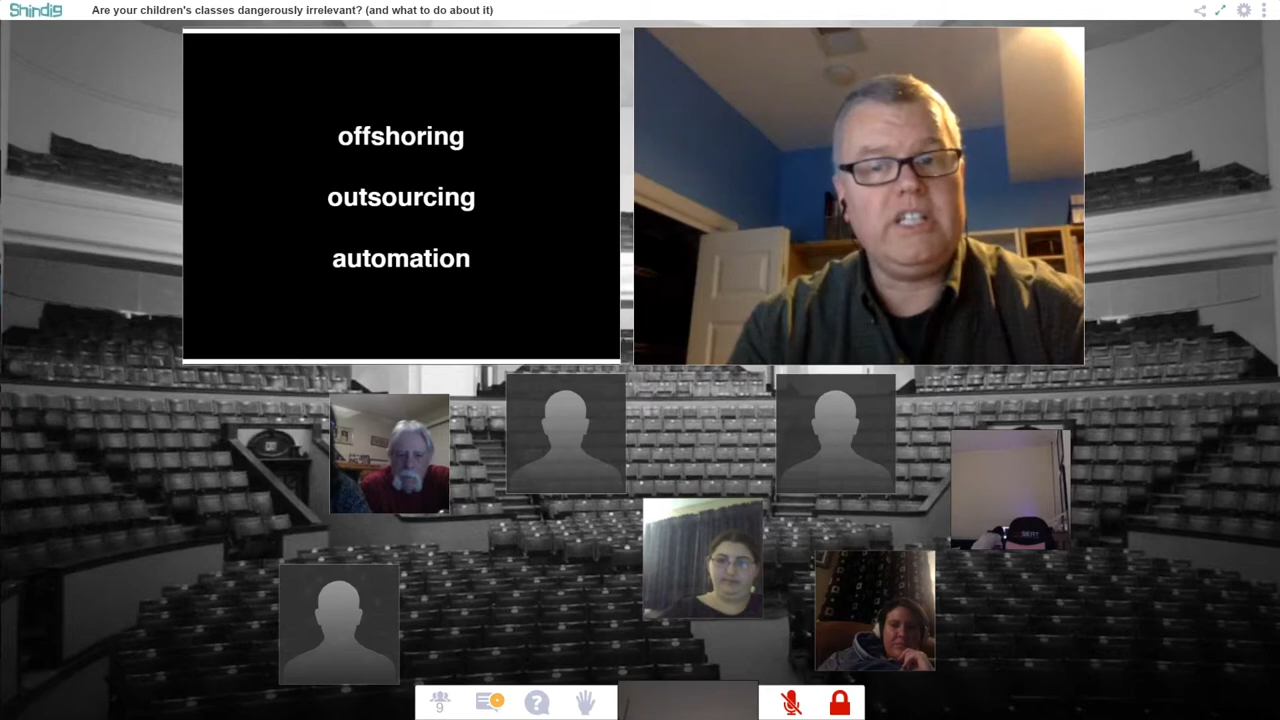 Shindig
Are your children's classes dangerously irrelevant? (and what to do about it)
offshoring
outsourcing
automation
9